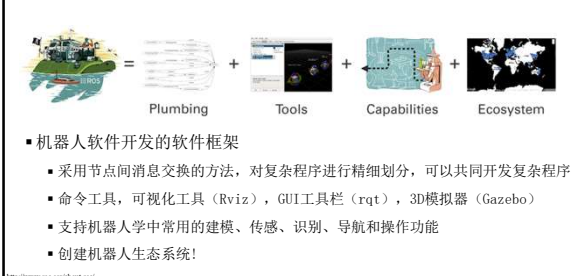 :::ROS
= + + +
Plumbing Tools Capabilities Ecosystem
▪机器人软件开发的软件框架
▪采用节点间消息交换的方法，对复杂程序进行精细划分，可以共同开发复杂程序
▪命令工具，可视化工具（Rviz），GUI工具栏（rqt），3D模拟器（Gazebo）
▪支持机器人学中常用的建模、传感、识别、导航和操作功能
▪创建机器人生态系统!